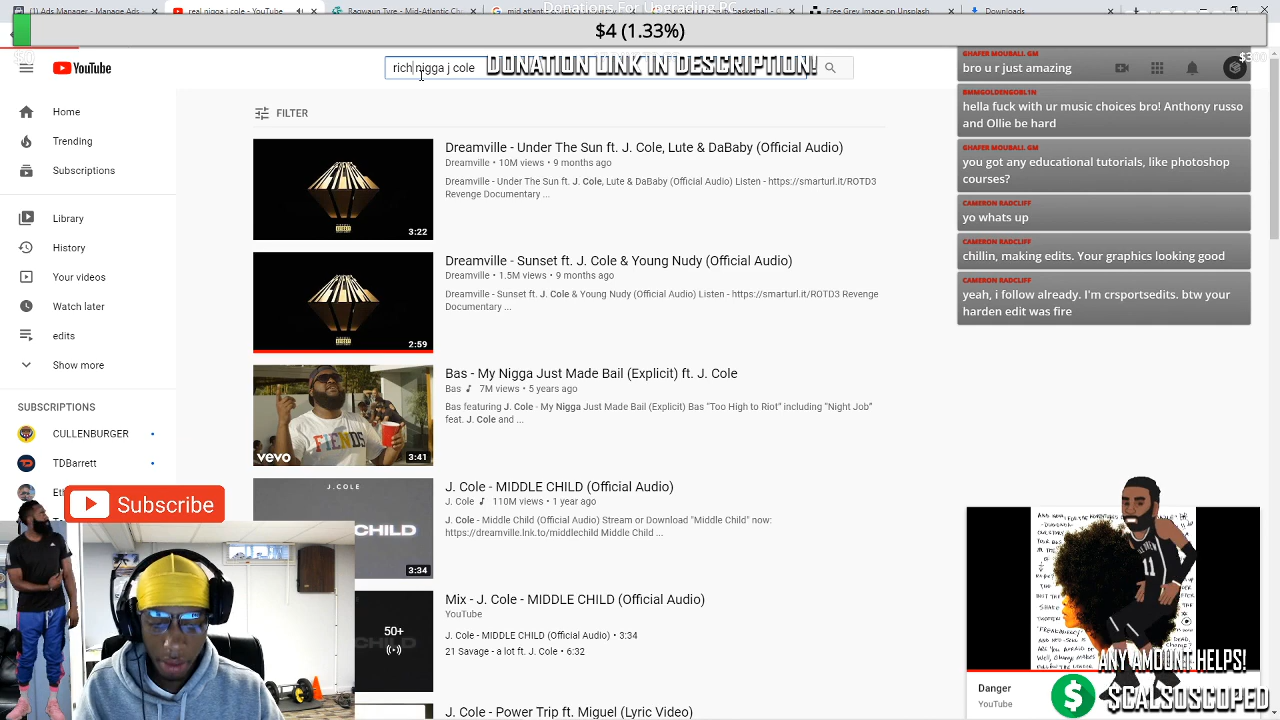 $4 (1.33%)
YouTube
rich nigga j cole
DONATION LINK IN DESCRIPTION!
FILTER
Home
Trending
Subscriptions
Library
History
Your videos
Watch later
edits
Show more
SUBSCRIPTIONS
CULLENBURGER
TDBarrett
Subscribe
Dreamville - Under The Sun ft. J. Cole, Lute & DaBaby (Official Audio)
Dreamville • 10M views • 9 months ago
Dreamville - Under The Sun ft. J. Cole, Lute & DaBaby (Official Audio) Listen - https://smarturl.it/ROTD3
Revenge Documentary ...
3:22
Dreamville - Sunset ft. J. Cole & Young Nudy (Official Audio)
Dreamville • 1.5M views • 9 months ago
Dreamville - Sunset ft. J. Cole & Young Nudy (Official Audio) Listen - https://smarturl.it/ROTD3 Revenge
Documentary ...
2:59
Bas - My Nigga Just Made Bail (Explicit) ft. J. Cole
Bas 7M views • 5 years ago
Bas featuring J. Cole - My Nigga Just Made Bail (Explicit) Bas "Too High to Riot" including "Night Job"
feat. J. Cole and ...
FIENDS
vevo
3:41
J. Cole - MIDDLE CHILD (Official Audio)
J. Cole 110M views • 1 year ago
J. Cole - Middle Child (Official Audio) Stream or Download "Middle Child" now:
https://dreamville.lnk.to/middlechild Middle Child ...
J.COLE
CHILD
3:34
Mix - J. Cole - MIDDLE CHILD (Official Audio)
YouTube
J. Cole - MIDDLE CHILD (Official Audio) • 3:34
21 Savage - a lot ft. J. Cole • 6:32
50+
J. Cole - Power Trip ft. Miguel (Lyric Video)
GHAFER MOUBALI. GM
bro u r just amazing
BMMGOLDENGOBL1N
hella fuck with ur music choices bro! Anthony russo
and Ollie be hard
GHAFER MOUBALI. GM
you got any educational tutorials, like photoshop
courses?
CAMERON RADCLIFF
yo whats up
CAMERON RADCLIFF
chillin, making edits. Your graphics looking good
CAMERON RADCLIFF
yeah, i follow already. I'm crsportsedits. btw your
harden edit was fire
ANY AMOUNT HELPS!
Danger
YouTube
$CALSOSCOPED